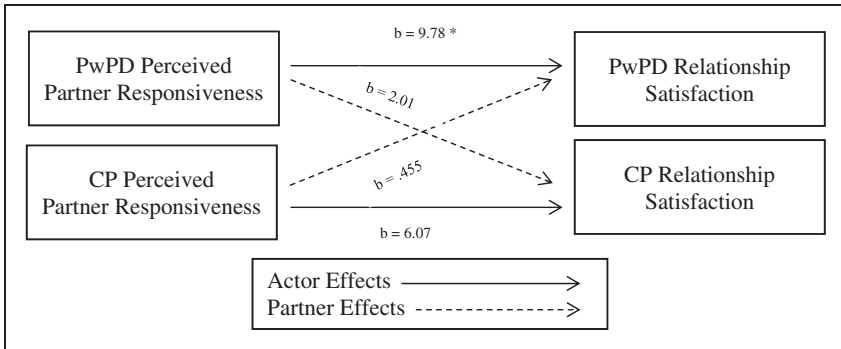 b = 9.78 *
PwPD Perceived
Partner Responsiveness
PwPD Relationship
Satisfaction
b = 2.01
b = .455
CP Perceived
Partner Responsiveness
CP Relationship
Satisfaction
b = 6.07
Actor Effects
Partner Effects